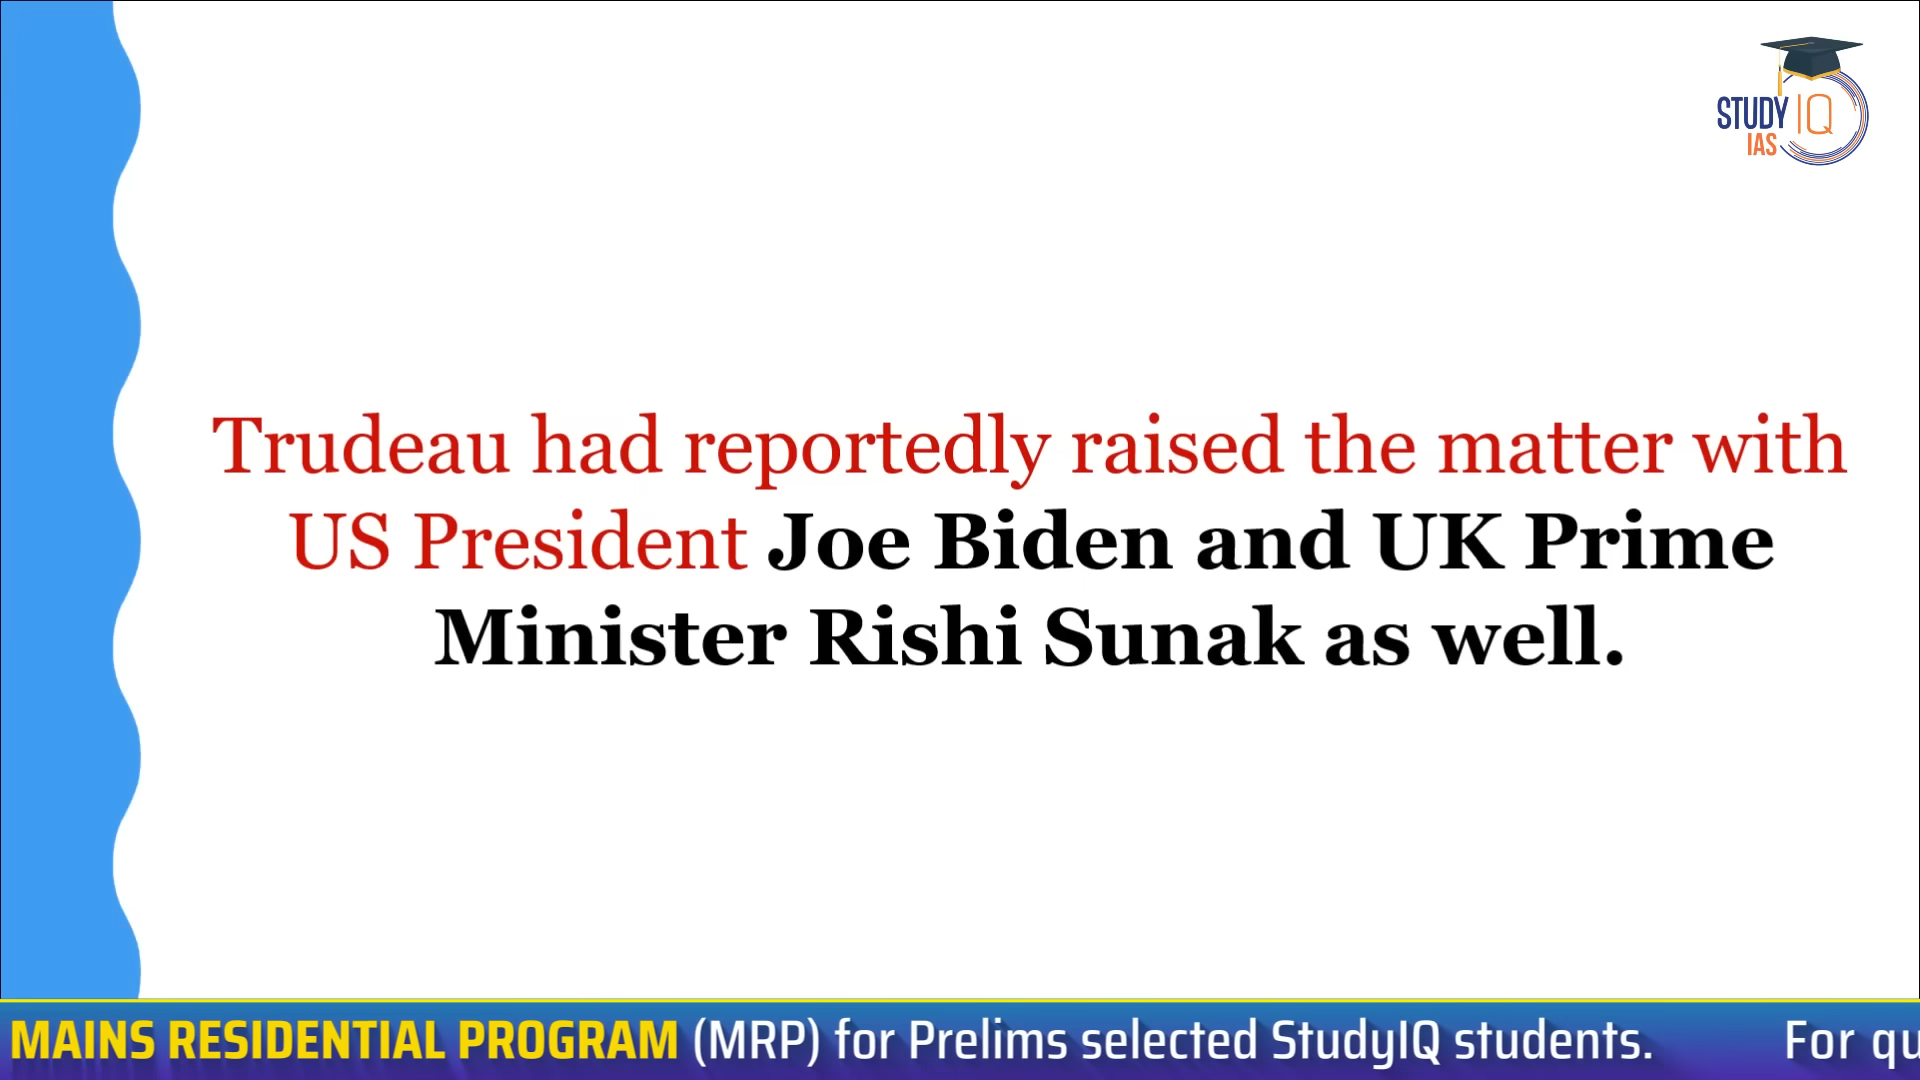 STUDY IQ
IAS
Trudeau had reportedly raised the matter with
US President Joe Biden and UK Prime
Minister Rishi Sunak as well.
MAINS RESIDENTIAL PROGRAM (MRP) for Prelims selected StudyIQ students. For qu